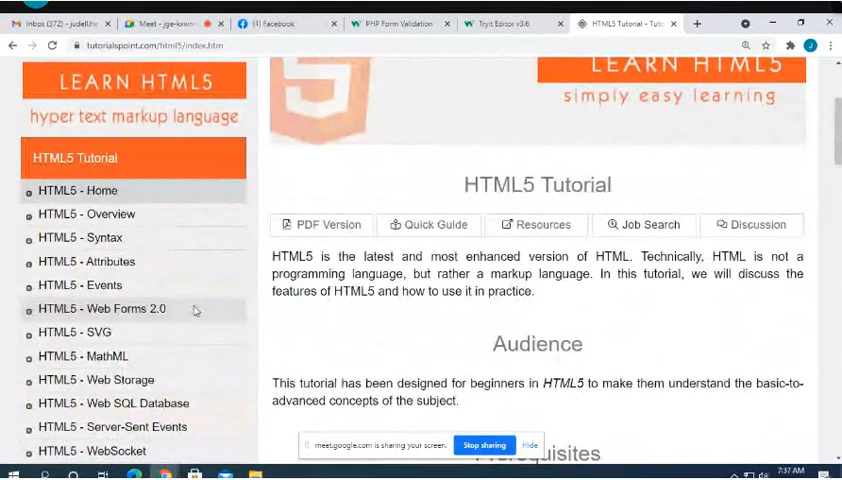 Inbox (372) - judell.he
Meet - jge-krwn-
(1) Facebook
PHP Form Validation
Tryit Editor v3.6
HTML5 Tutorial - Tuto
tutorialspoint.com/html5/index.htm
J
LEARN HTML5
hyper text markup language
5
LEARN HTML5
simply easy learning
HTML5 Tutorial
HTML5 - Home
HTML5 - Overview
HTML5 - Syntax
HTML5 - Attributes
HTML5 - Events
HTML5 - Web Forms 2.0
HTML5 - SVG
HTML5 - MathML
HTML5 - Web Storage
HTML5 - Web SQL Database
HTML5 - Server-Sent Events
HTML5 - WebSocket
HTML5 Tutorial
PDF Version
Quick Guide
Resources
Job Search
Discussion
HTML5 is the latest and most enhanced version of HTML. Technically, HTML is not a
programming language, but rather a markup language. In this tutorial, we will discuss the
features of HTML5 and how to use it in practice.
Audience
This tutorial has been designed for beginners in HTML5 to make them understand the basic-to-
advanced concepts of the subject.
Prerequisites
meet.google.com is sharing your screen.
Stop sharing
Hide
7:37 AM